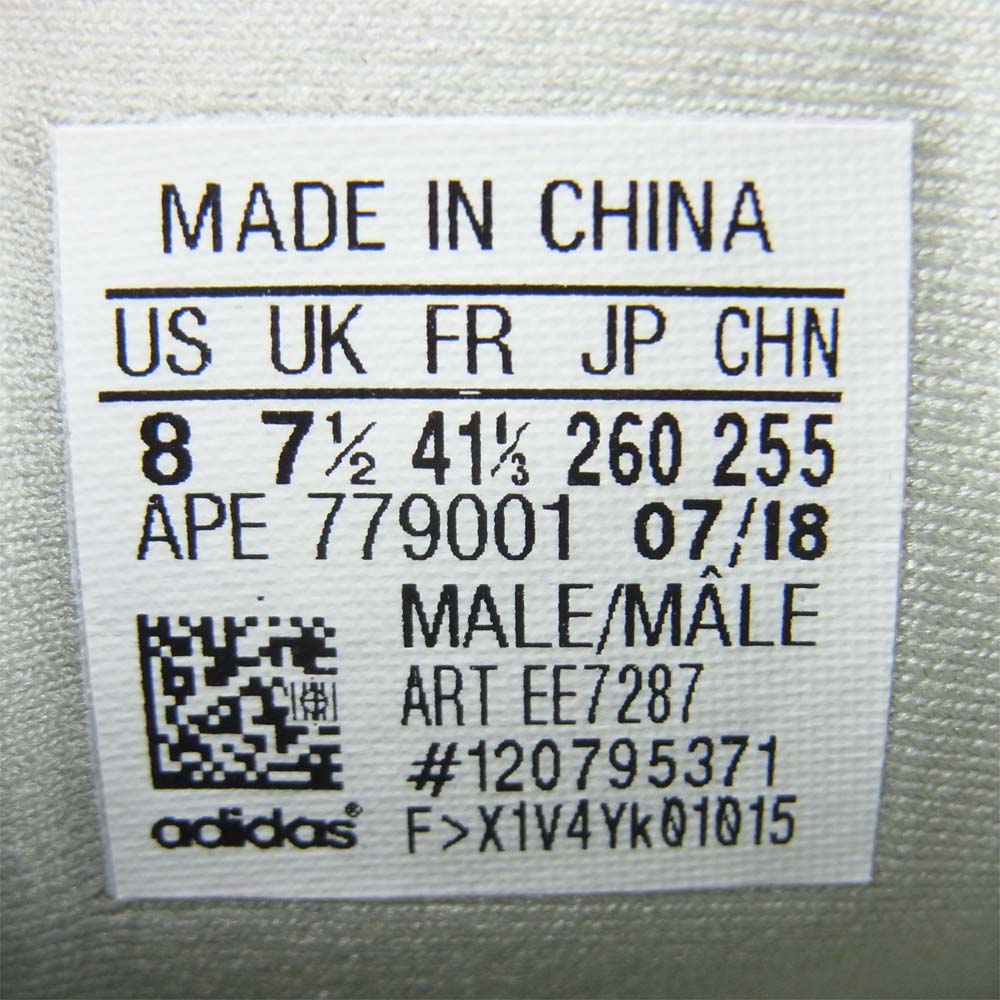 MADE IN CHINA
US UK FR JP CHN
8 7½ 41⅓ 260 255
APE 779001 07/18
MALE/MÂLE
ART EE7287
#120795371
adidas® F>X1V4Yk01015